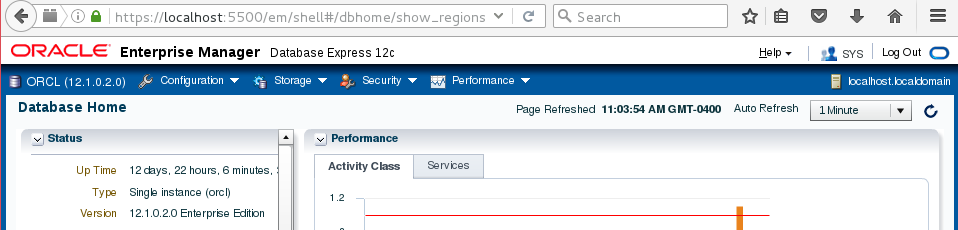 https://localhost:5500/em/shell#/dbhome/show_regions Search
ORACLE Enterprise Manager Database Express 12c Help SYS Log Out
ORCL (12.1.0.2.0) Configuration Storage Security Performance localhost.localdomain
Database Home Page Refreshed 11:03:54 AM GMT-0400 Auto Refresh 1 Minute
Status Performance
Activity Class Services
Up Time 12 days, 22 hours, 6 minutes,
Type Single instance (orcl)
Version 12.1.0.2.0 Enterprise Edition
1.2